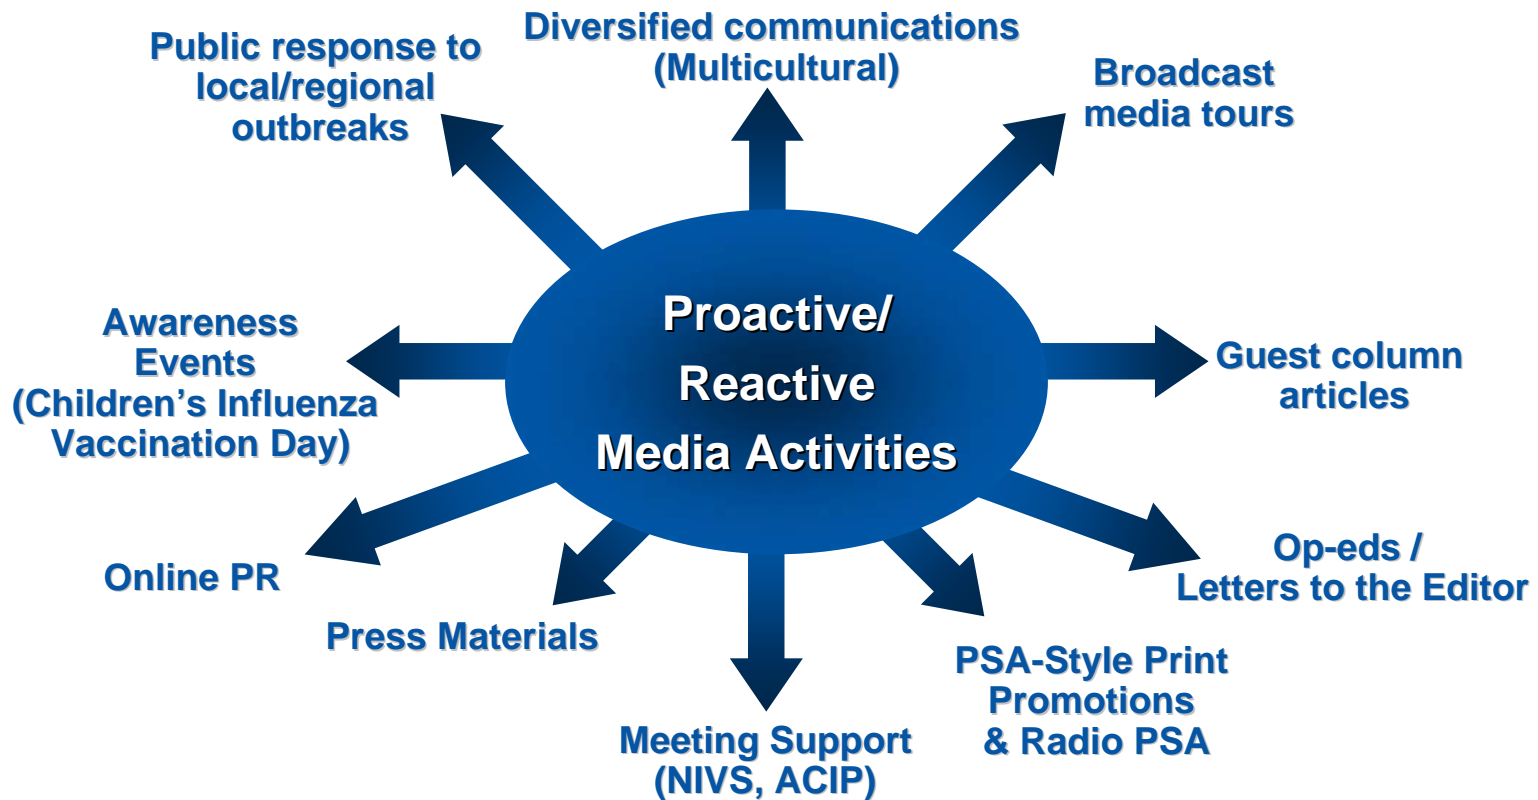 Diversified communications
(Multicultural)
Public response to
local/regional
outbreaks
Broadcast
media tours
Proactive/
Reactive
Media Activities
Awareness
Events
(Children’s Influenza
Vaccination Day)
Guest column
articles
Online PR
Op-eds /
Letters to the Editor
Press Materials
PSA-Style Print
Promotions
& Radio PSA
Meeting Support
(NIVS, ACIP)